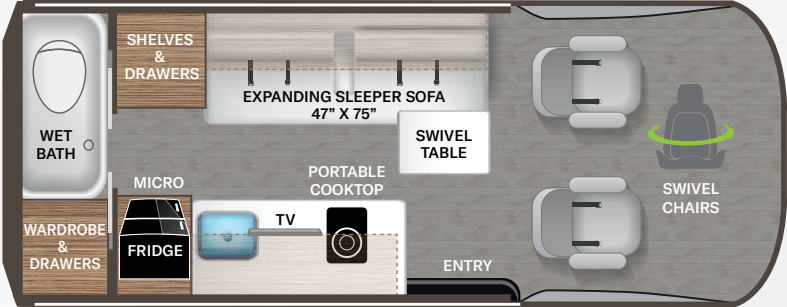 SHELVES
&
DRAWERS
EXPANDING SLEEPER SOFA
47” X 75”
WET
BATH
SWIVEL
TABLE
PORTABLE
COOKTOP
MICRO
SWIVEL
CHAIRS
TV
WARDROBE
&
DRAWERS
FRIDGE
ENTRY